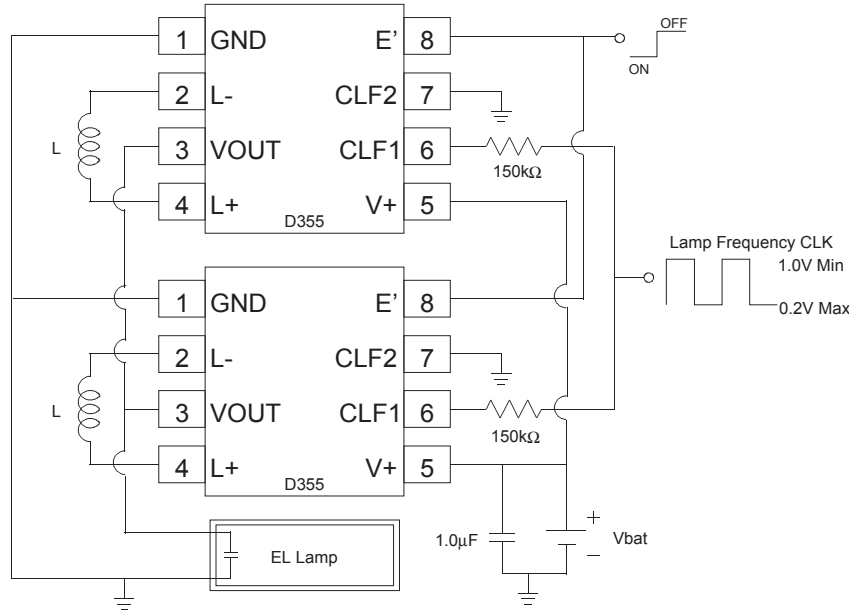 1 GND E’ 8 OFF
ON
2 L- CLF2 7
L 3 VOUT CLF1 6
150kΩ
4 L+ V+ 5
D355
Lamp Frequency CLK
1.0V Min
0.2V Max
1 GND E’ 8
2 L- CLF2 7
L 3 VOUT CLF1 6
150kΩ
4 L+ V+ 5
D355
EL Lamp 1.0µF + Vbat
−